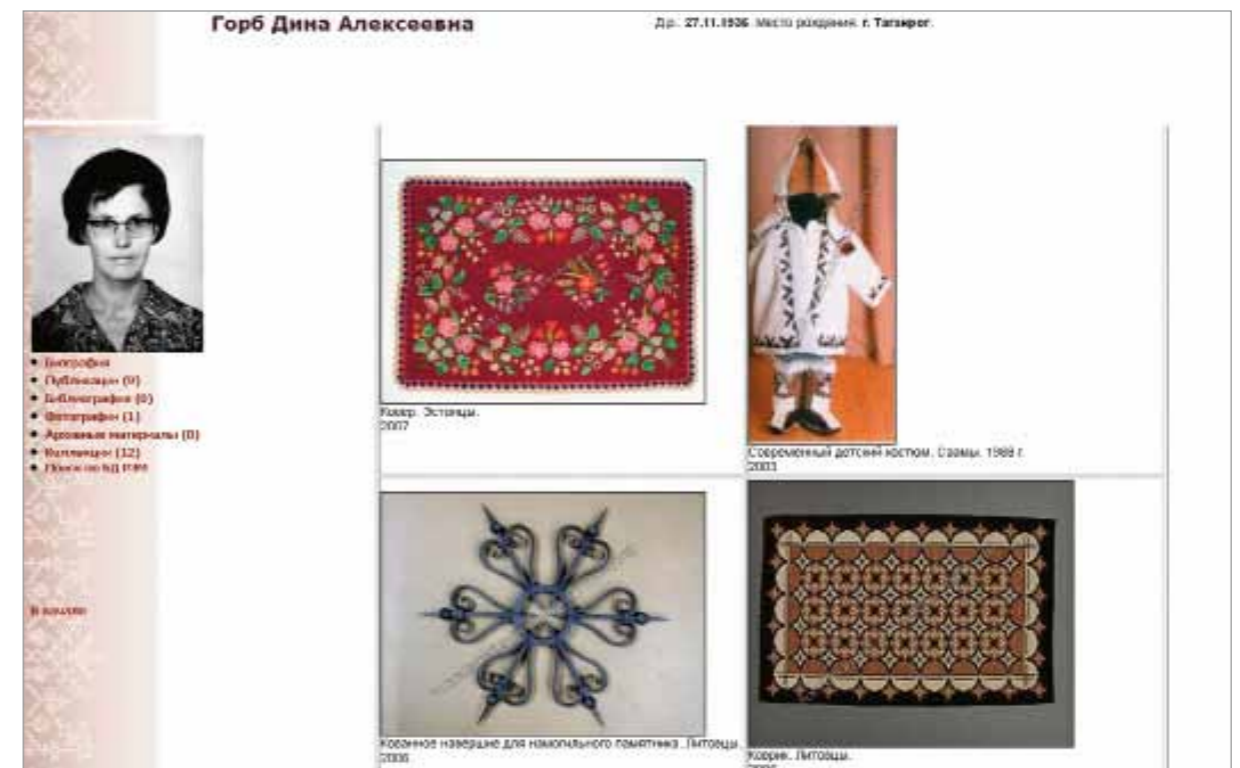 Горб Дина Алексеевна
Д.р. 27.11.1936. Место рождения: г. Таганрог.
Биография
Публикации (9)
Библиография (0)
Фотографии (1)
Архивные материалы (0)
Коллекции (12)
Поиск по БД РЭМ
В начало
Ковер. Эстонцы.
2007
Современный детский костюм. Саамы. 1988 г.
2003
Кованное навершие для намогильного памятника. Литовцы.
2006
Коврик. Литовцы.